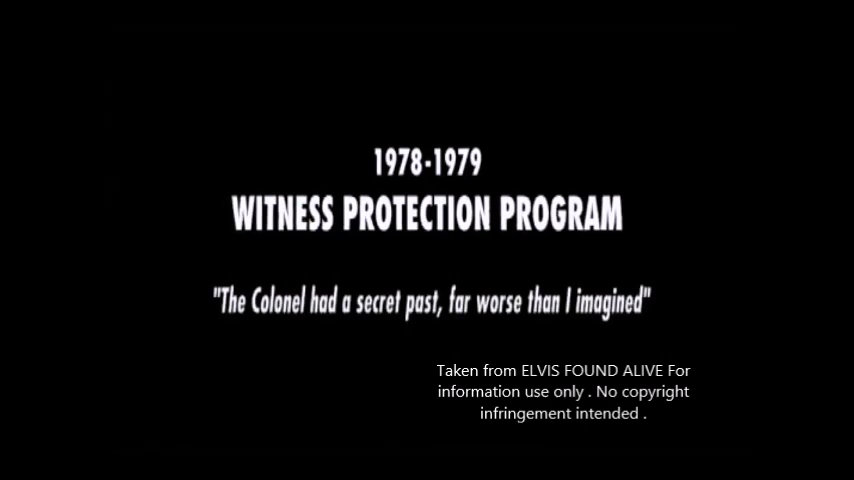 1978-1979
WITNESS PROTECTION PROGRAM
"The Colonel had a secret past, far worse than I imagined"
Taken from ELVIS FOUND ALIVE For
information use only . No copyright
infringement intended .